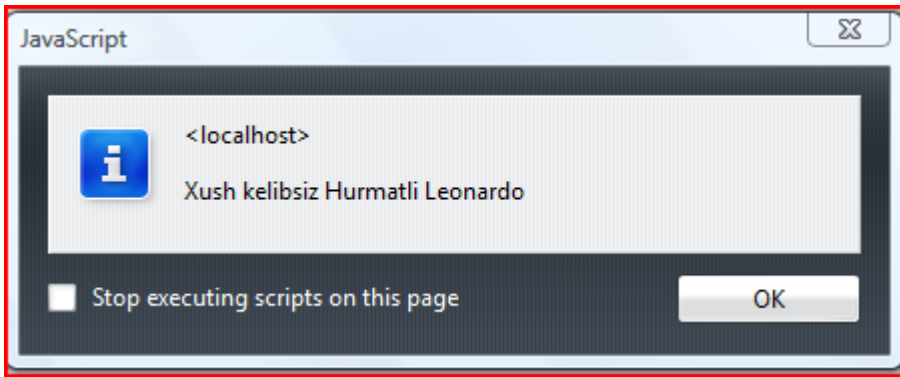 JavaScript
<localhost>
Xush kelibsiz Hurmatli Leonardo
Stop executing scripts on this page
OK